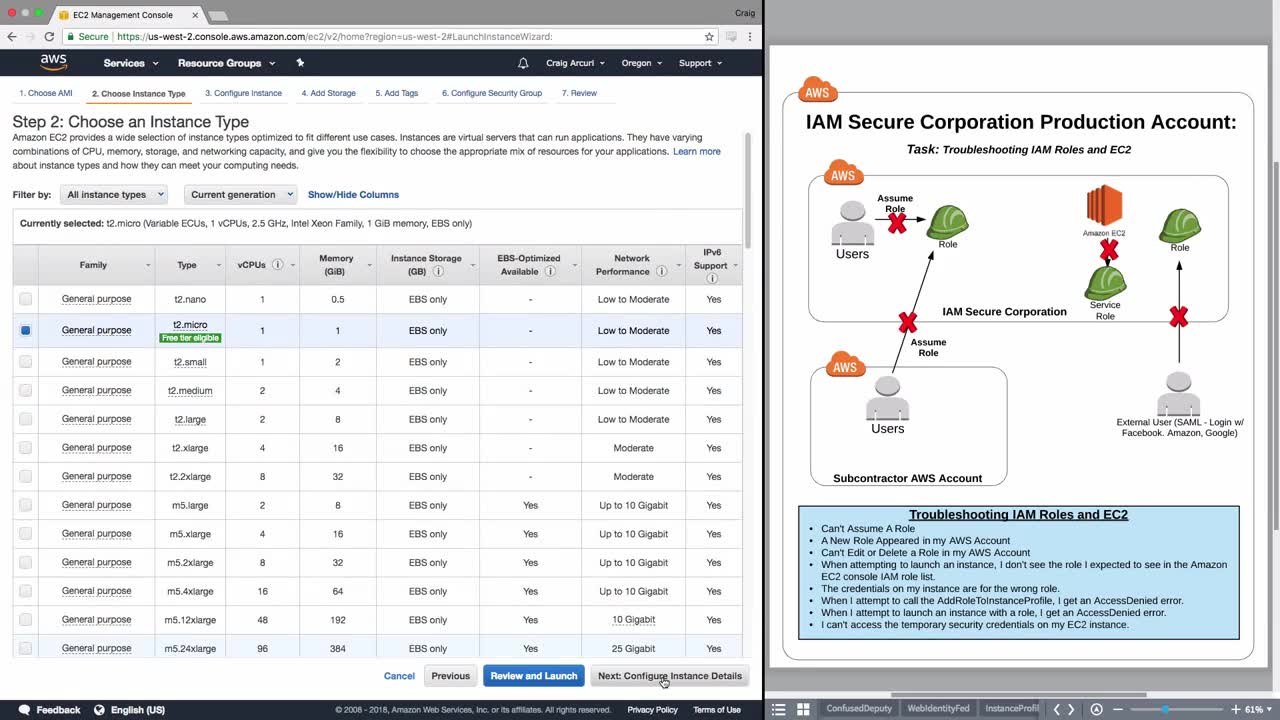 EC2 Management Console
Craig
Secure
https://us-west-2.console.aws.amazon.com/ec2/v2/home?region=us-west-2#LaunchInstanceWizard:
aws
Services
Resource Groups
Craig Arcuri
Oregon
Support
1. Choose AMI
2. Choose Instance Type
3. Configure Instance
4. Add Storage
5. Add Tags
6. Configure Security Group
7. Review
Step 2: Choose an Instance Type
Amazon EC2 provides a wide selection of instance types optimized to fit different use cases. Instances are virtual servers that can run applications. They have varying
combinations of CPU, memory, storage, and networking capacity, and give you the flexibility to choose the appropriate mix of resources for your applications. Learn more
about instance types and how they can meet your computing needs.
Filter by:
All instance types
Current generation
Show/Hide Columns
Currently selected: t2.micro (Variable ECUs, 1 vCPUs, 2.5 GHz, Intel Xeon Family, 1 GiB memory, EBS only)
Family Type vCPUs Memory (GiB) Instance Storage (GB) EBS-Optimized Available Network Performance IPv6 Support
General purpose t2.nano 1 0.5 EBS only - Low to Moderate Yes
General purpose t2.micro Free tier eligible 1 1 EBS only - Low to Moderate Yes
General purpose t2.small 1 2 EBS only - Low to Moderate Yes
General purpose t2.medium 2 4 EBS only - Low to Moderate Yes
General purpose t2.large 2 8 EBS only - Low to Moderate Yes
General purpose t2.xlarge 4 16 EBS only - Moderate Yes
General purpose t2.2xlarge 8 32 EBS only - Moderate Yes
General purpose m5.large 2 8 EBS only Yes Up to 10 Gigabit Yes
General purpose m5.xlarge 4 16 EBS only Yes Up to 10 Gigabit Yes
General purpose m5.2xlarge 8 32 EBS only Yes Up to 10 Gigabit Yes
General purpose m5.4xlarge 16 64 EBS only Yes Up to 10 Gigabit Yes
General purpose m5.12xlarge 48 192 EBS only Yes 10 Gigabit Yes
General purpose m5.24xlarge 96 384 EBS only Yes 25 Gigabit Yes
Cancel
Previous
Review and Launch
Next: Configure Instance Details
Feedback
English (US)
© 2008 - 2018, Amazon Web Services, Inc. or its affiliates. All rights reserved.
Privacy Policy
Terms of Use
AWS
IAM Secure Corporation Production Account:
Task: Troubleshooting IAM Roles and EC2
AWS
Assume
Role
Users
Role
Amazon EC2
Service
Role
Role
IAM Secure Corporation
Assume
Role
AWS
Users
Subcontractor AWS Account
External User (SAML - Login w/
Facebook. Amazon, Google)
Troubleshooting IAM Roles and EC2
• Can't Assume A Role
• A New Role Appeared in my AWS Account
• Can't Edit or Delete a Role in my AWS Account
• When attempting to launch an instance, I don't see the role I expected to see in the Amazon
EC2 console IAM role list.
• The credentials on my instance are for the wrong role.
• When I attempt to call the AddRoleToInstanceProfile, I get an AccessDenied error.
• When I attempt to launch an instance with a role, I get an AccessDenied error.
• I can't access the temporary security credentials on my EC2 instance.
ConfusedDeputy
WebIdentityFed
InstanceProfil
61%